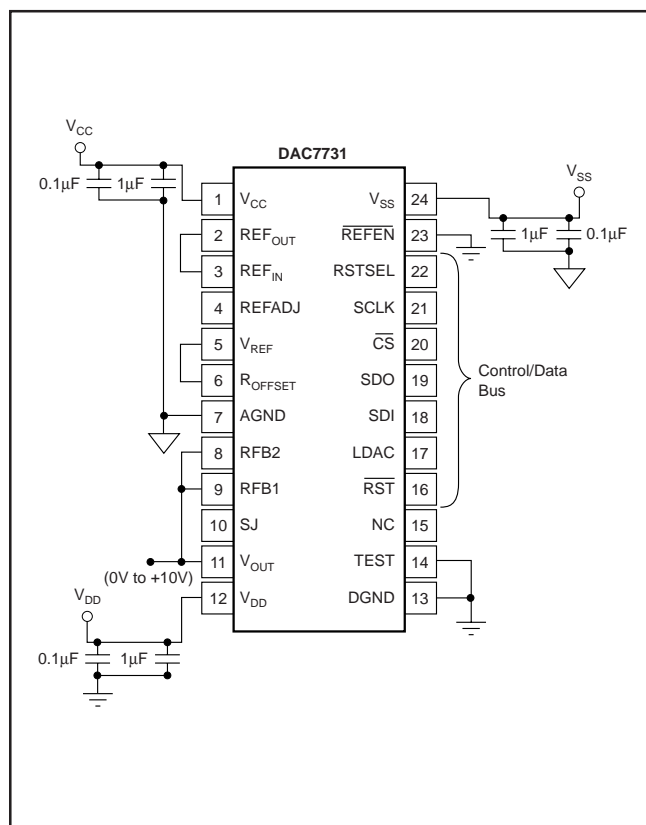 DAC7731
V_CC
0.1µF 1µF
1 V_CC
2 REF_OUT
3 REF_IN
4 REFADJ
5 V_REF
6 R_OFFSET
7 AGND
8 RFB2
9 RFB1
10 SJ
11 V_OUT
12 V_DD
(0V to +10V)
V_DD
0.1µF 1µF
V_SS 24
R̅E̅F̅E̅N̅ 23
RSTSEL 22
SCLK 21
C̅S̅ 20
SDO 19
SDI 18
LDAC 17
R̅S̅T̅ 16
NC 15
TEST 14
DGND 13
V_SS
1µF 0.1µF
Control/Data
Bus